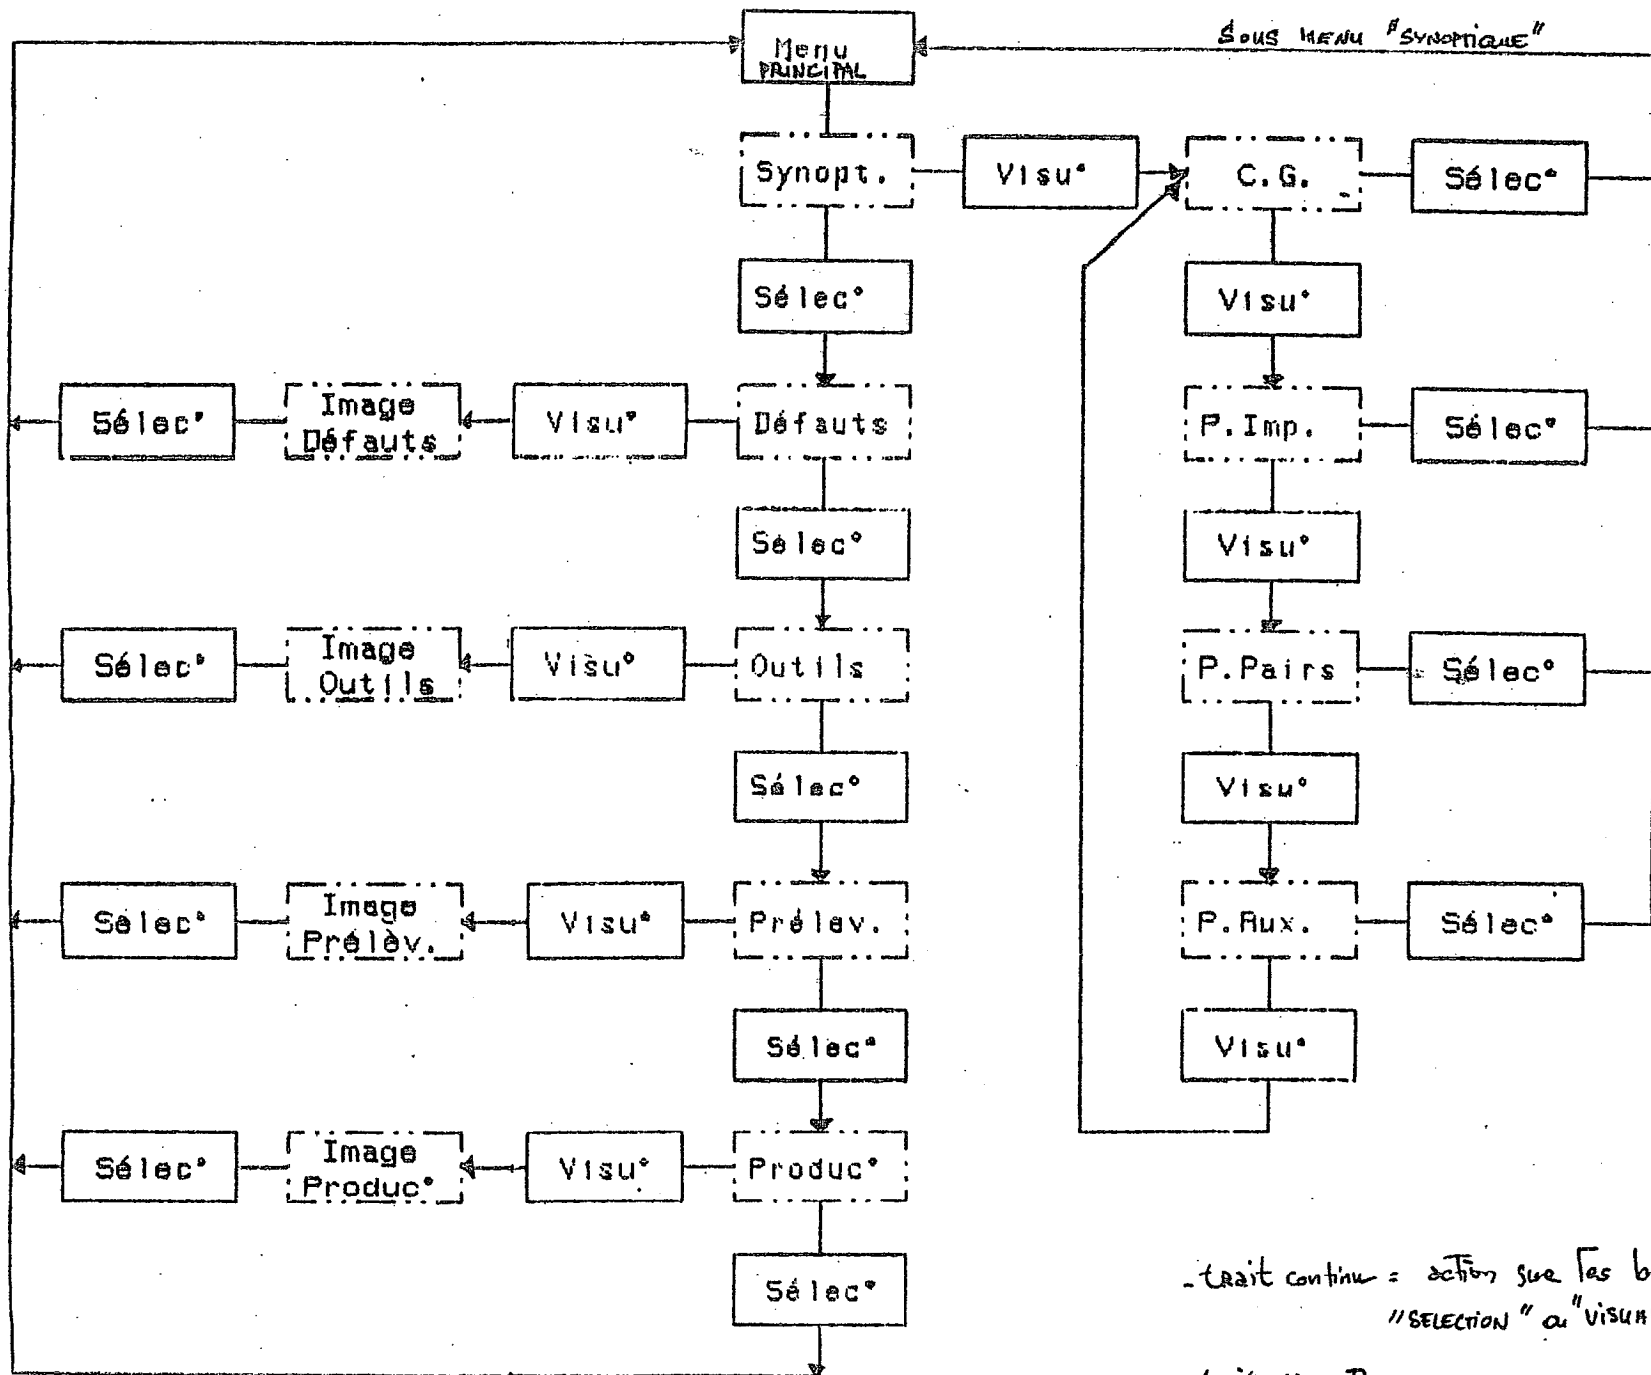 SOUS MENU "SYNOPTIQUE"
Menu
PRINCIPAL
Synopt.
Visu°
C.G.
Sélec°
Sélec°
Visu°
Sélec°
Image
Défauts
Visu°
Défauts
P.Imp.
Sélec°
Sélec°
Visu°
Sélec°
Image
Outils
Visu°
Outils
P.Pairs
Sélec°
Sélec°
Visu°
Sélec°
Image
Prélèv.
Visu°
Prélev.
P.Aux.
Sélec°
Sélec°
Visu°
Sélec°
Image
Produc°
Visu°
Produc°
Sélec°
- trait continu = action sur les b
"SELECTION" ou "VISUA